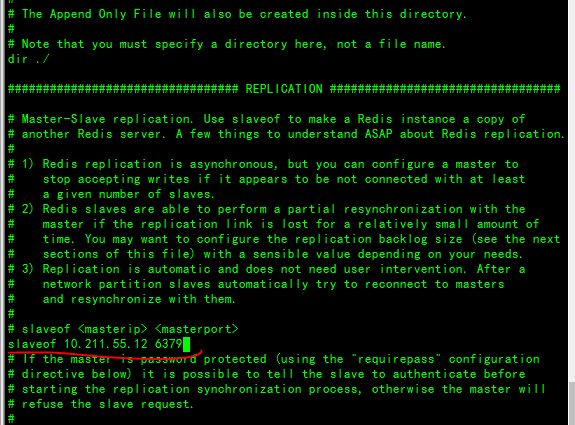 #
# The Append Only File will also be created inside this directory.
#
# Note that you must specify a directory here, not a file name.
dir ./

################################# REPLICATION #################################

# Master-Slave replication. Use slaveof to make a Redis instance a copy of
# another Redis server. A few things to understand ASAP about Redis replication.
#
# 1) Redis replication is asynchronous, but you can configure a master to
#    stop accepting writes if it appears to be not connected with at least
#    a given number of slaves.
# 2) Redis slaves are able to perform a partial resynchronization with the
#    master if the replication link is lost for a relatively small amount of
#    time. You may want to configure the replication backlog size (see the next
#    sections of this file) with a sensible value depending on your needs.
# 3) Replication is automatic and does not need user intervention. After a
#    network partition slaves automatically try to reconnect to masters
#    and resynchronize with them.
#
# slaveof <masterip> <masterport>
slaveof 10.211.55.12 6379
# If the master is password protected (using the "requirepass" configuration
# directive below) it is possible to tell the slave to authenticate before
# starting the replication synchronization process, otherwise the master will
# refuse the slave request.
#